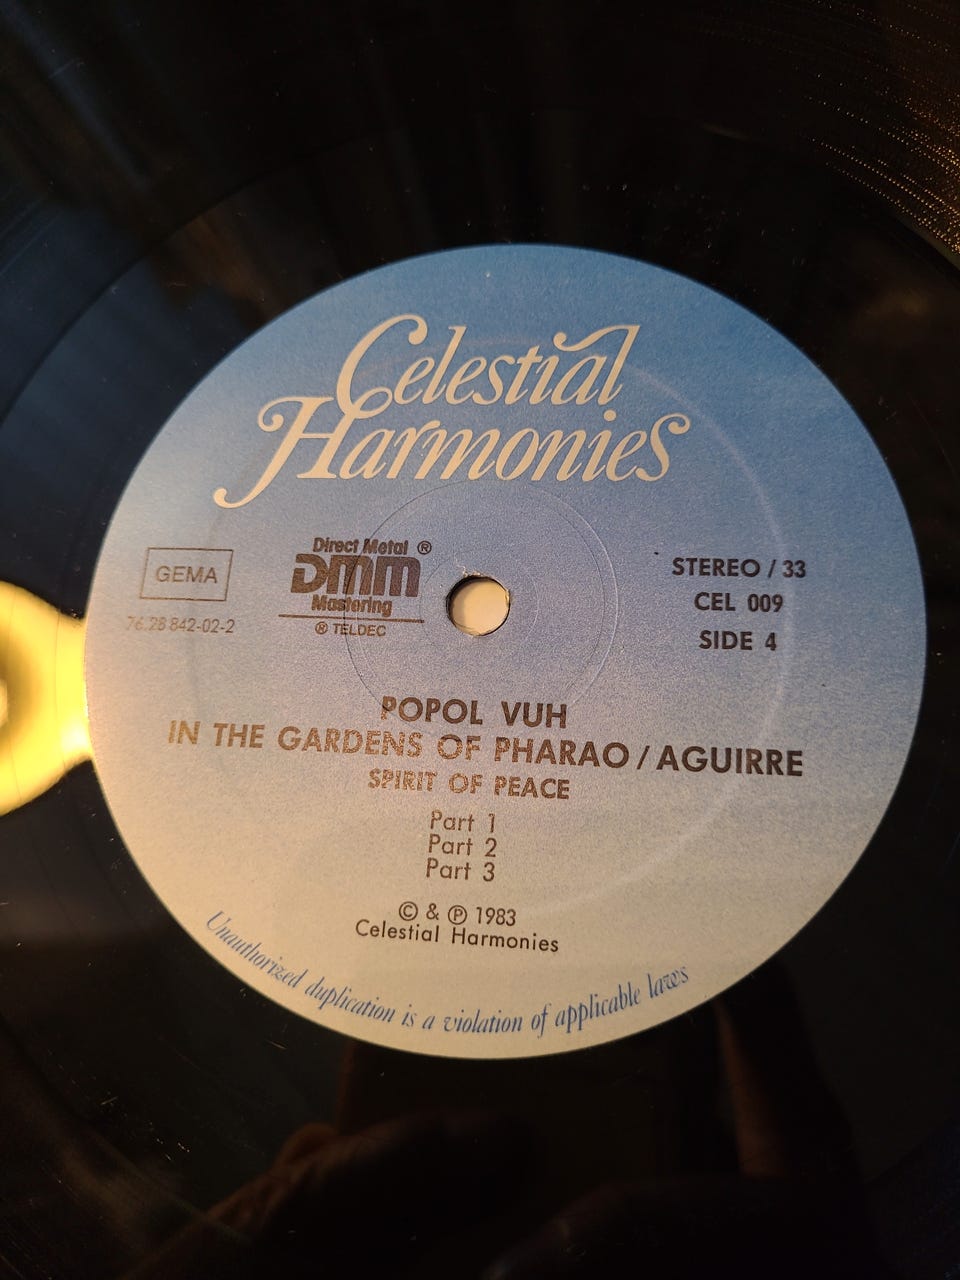 Celestial
Harmonies
GEMA
76.28 842-02-2
Direct Metal ®
DMM
Mastering
® TELDEC
STEREO / 33
CEL 009
SIDE 4
POPOL VUH
IN THE GARDENS OF PHARAO / AGUIRRE
SPIRIT OF PEACE
Part 1
Part 2
Part 3
© & ℗ 1983
Celestial Harmonies
Unauthorized duplication is a violation of applicable laws